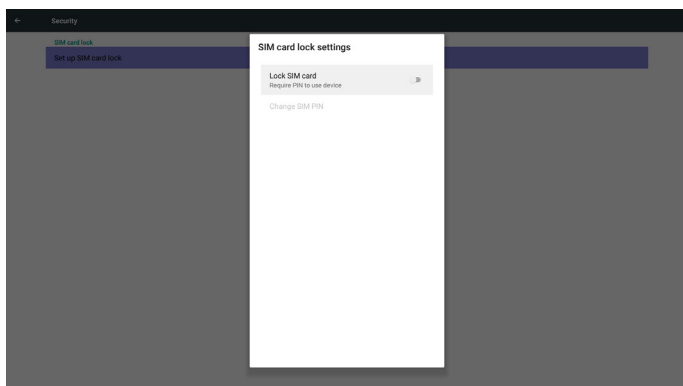 Security
SIM card lock
Set up SIM card lock
SIM card lock settings
Lock SIM card
Require PIN to use device
Change SIM PIN